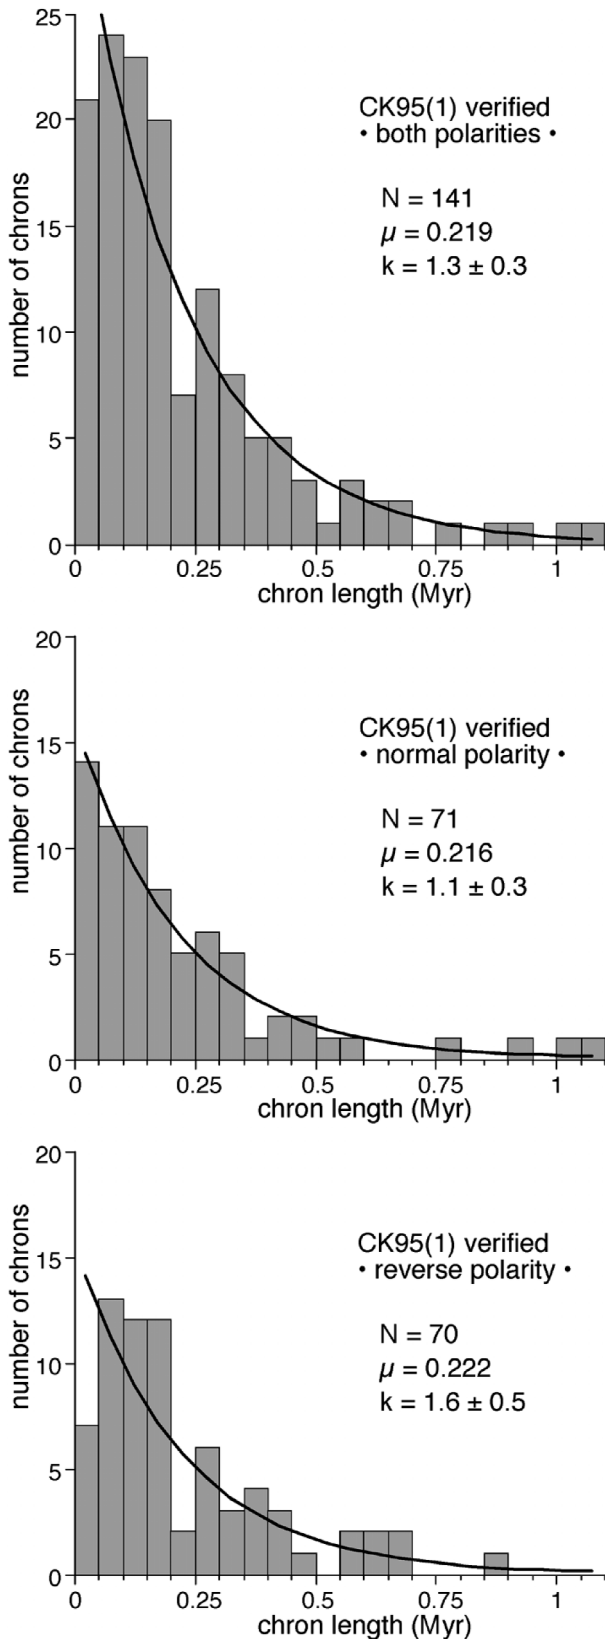 25
20
15
10
5
0
number of chrons
CK95(1) verified
• both polarities •
N = 141
µ = 0.219
k = 1.3 ± 0.3
0 0.25 0.5 0.75 1
chron length (Myr)
20
15
10
5
0
number of chrons
CK95(1) verified
• normal polarity •
N = 71
µ = 0.216
k = 1.1 ± 0.3
0 0.25 0.5 0.75 1
chron length (Myr)
20
15
10
5
0
number of chrons
CK95(1) verified
• reverse polarity •
N = 70
µ = 0.222
k = 1.6 ± 0.5
0 0.25 0.5 0.75 1
chron length (Myr)